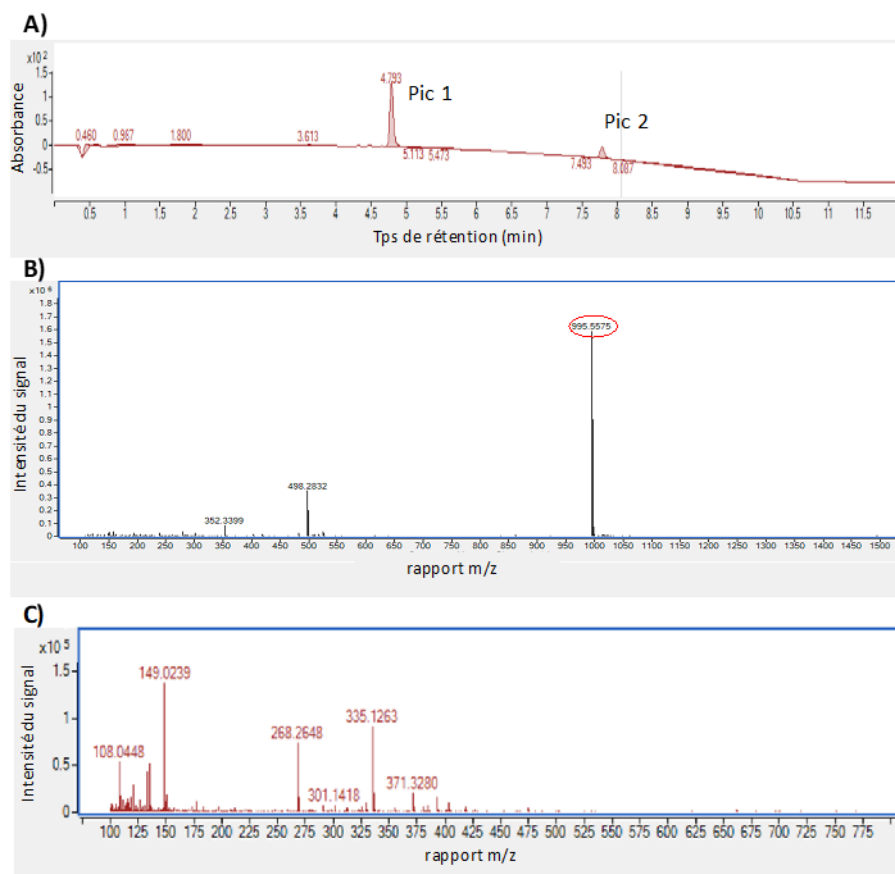 A)
x10²
1.5
1
0.5
0
-0.5
Absorbance
4.793
Pic 1
Pic 2
0.460
0.987
1.800
3.613
5.113
5.473
7.493
8.087
0.5 1 1.5 2 2.5 3 3.5 4 4.5 5 5.5 6 6.5 7 7.5 8 8.5 9 9.5 10 10.5 11 11.5
Tps de rétention (min)
B)
x10⁶
1.8
1.7
1.6
1.5
1.4
1.3
1.2
1.1
1
0.9
0.8
0.7
0.6
0.5
0.4
0.3
0.2
0.1
0
Intensité du signal
995.5575
498.2832
352.3399
100 150 200 250 300 350 400 450 500 550 600 650 700 750 800 850 900 950 1000 1050 1100 1150 1200 1250 1300 1350 1400 1450 1500
rapport m/z
C)
x10⁵
1.5
1
0.5
0
Intensité du signal
149.0239
335.1263
268.2648
108.0448
371.3280
301.1418
100 125 150 175 200 225 250 275 300 325 350 375 400 425 450 475 500 525 550 575 600 625 650 675 700 725 750 775
rapport m/z